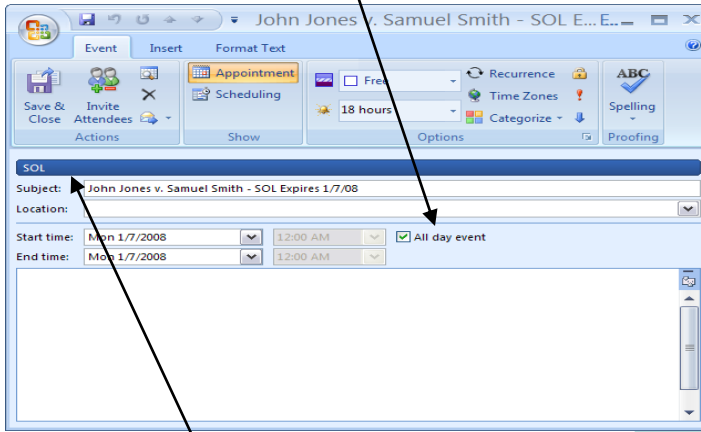 John Jones v. Samuel Smith - SOL E... E...
Event Insert Format Text
Save & Close
Invite Attendees
Actions
Appointment
Scheduling
Show
Free
18 hours
Recurrence
Time Zones
Categorize
Options
ABC
Spelling
Proofing
SOL
Subject: John Jones v. Samuel Smith - SOL Expires 1/7/08
Location:
Start time: Mon 1/7/2008 12:00 AM All day event
End time: Mon 1/7/2008 12:00 AM